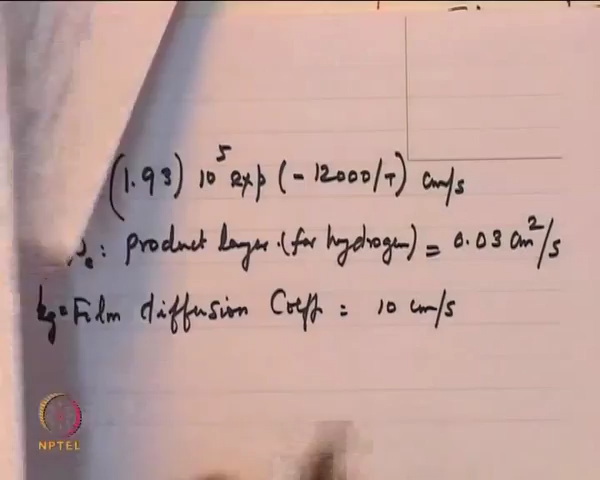 (1.93) 10^5 exp (- 12000/T) cm/s
De: product layer (for hydrogen) = 0.03 cm^2/s
kg = Film diffusion Coeff = 10 cm/s
NPTEL